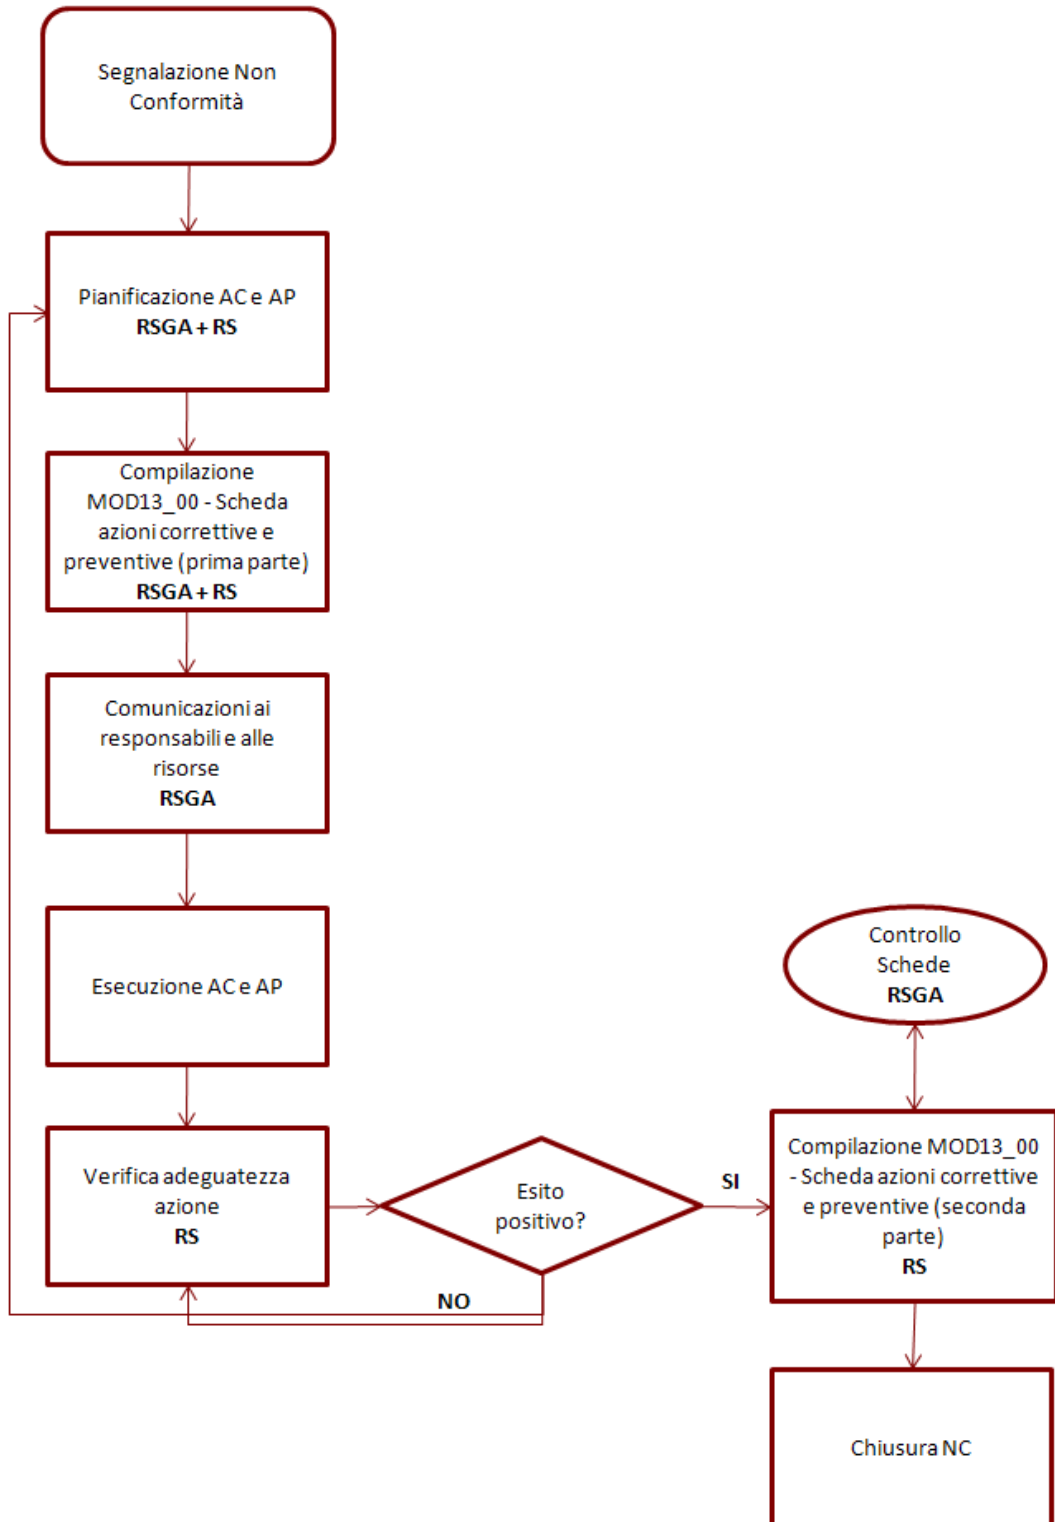 Segnalazione Non
Conformità
Pianificazione AC e AP
RSGA + RS
Compilazione
MOD13_00 - Scheda
azioni correttive e
preventive (prima parte)
RSGA + RS
Comunicazioni ai
responsabili e alle
risorse
RSGA
Esecuzione AC e AP
Verifica adeguatezza
azione
RS
Esito
positivo?
NO
SI
Controllo
Schede
RSGA
Compilazione MOD13_00
- Scheda azioni correttive
e preventive (seconda
parte)
RS
Chiusura NC